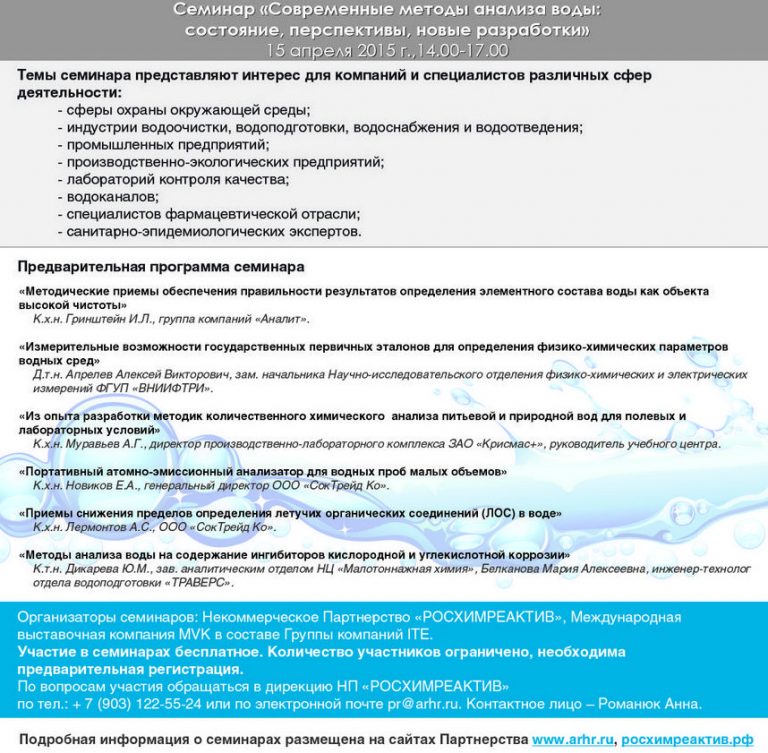 Семинар «Современные методы анализа воды:
состояние, перспективы, новые разработки»
15 апреля 2015 г.,14.00-17.00
Темы семинара представляют интерес для компаний и специалистов различных сфер
деятельности:
- сферы охраны окружающей среды;
- индустрии водоочистки, водоподготовки, водоснабжения и водоотведения;
- промышленных предприятий;
- производственно-экологических предприятий;
- лабораторий контроля качества;
- водоканалов;
- специалистов фармацевтической отрасли;
- санитарно-эпидемиологических экспертов.
Предварительная программа семинара
«Методические приемы обеспечения правильности результатов определения элементного состава воды как объекта
высокой чистоты»
К.х.н. Гринштейн И.Л., группа компаний «Аналит».
«Измерительные возможности государственных первичных эталонов для определения физико-химических параметров
водных сред»
Д.т.н. Апрелев Алексей Викторович, зам. начальника Научно-исследовательского отделения физико-химических и электрических
измерений ФГУП «ВНИИФТРИ».
«Из опыта разработки методик количественного химического анализа питьевой и природной вод для полевых и
лабораторных условий»
К.х.н. Муравьев А.Г., директор производственно-лабораторного комплекса ЗАО «Крисмас+», руководитель учебного центра.
«Портативный атомно-эмиссионный анализатор для водных проб малых объемов»
К.х.н. Новиков Е.А., генеральный директор ООО «СокТрейд Ко».
«Приемы снижения пределов определения летучих органических соединений (ЛОС) в воде»
К.х.н. Лермонтов А.С., ООО «СокТрейд Ко».
«Методы анализа воды на содержание ингибиторов кислородной и углекислотной коррозии»
К.т.н. Дикарева Ю.М., зав. аналитическим отделом НЦ «Малотоннажная химия», Белканова Мария Алексеевна, инженер-технолог
отдела водоподготовки «ТРАВЕРС».
Организаторы семинаров: Некоммерческое Партнерство «РОСХИМРЕАКТИВ», Международная
выставочная компания MVK в составе Группы компаний ITE.
Участие в семинарах бесплатное. Количество участников ограничено, необходима
предварительная регистрация.
По вопросам участия обращаться в дирекцию НП «РОСХИМРЕАКТИВ»
по тел.: + 7 (903) 122-55-24 или по электронной почте pr@arhr.ru. Контактное лицо – Романюк Анна.
Подробная информация о семинарах размещена на сайтах Партнерства www.arhr.ru, росхимреактив.рф